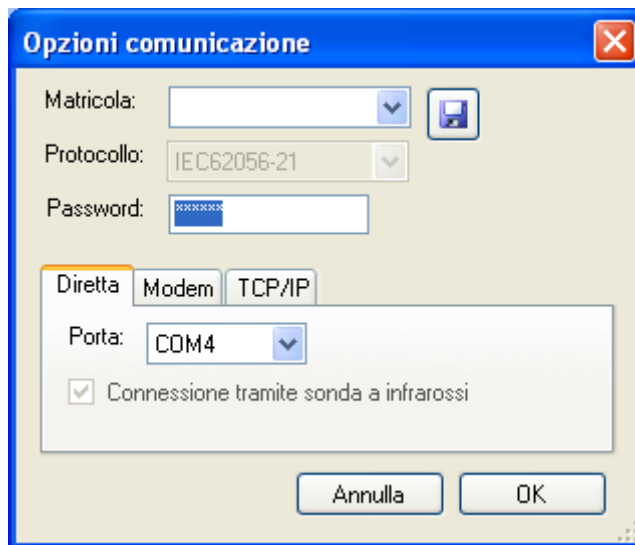 Opzioni comunicazione
Matricola:
Protocollo: IEC62056-21
Password: ******
Diretta Modem TCP/IP
Porta: COM4
Connessione tramite sonda a infrarossi
Annulla OK